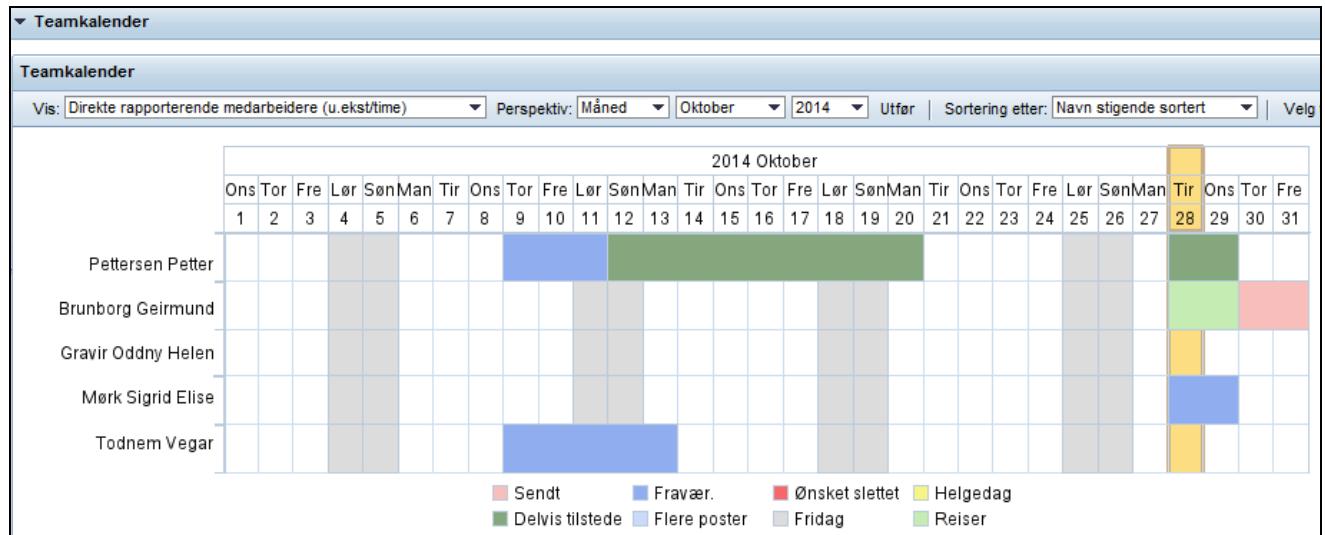 Teamkalender
Teamkalender
Vis: Direkte rapporterende medarbeidere (u.ekst/time) Perspektiv: Måned Oktober 2014 Utfør | Sortering etter: Navn stigende sortert | Velg
2014 Oktober
Ons Tor Fre Lør Søn Man Tir Ons Tor Fre Lør Søn Man Tir Ons Tor Fre Lør Søn Man Tir Ons Tor Fre Lør Søn Man Tir Ons Tor Fre
1 2 3 4 5 6 7 8 9 10 11 12 13 14 15 16 17 18 19 20 21 22 23 24 25 26 27 28 29 30 31
Pettersen Petter
Brunborg Geirmund
Gravir Oddny Helen
Mørk Sigrid Elise
Todnem Vegar
Sendt Fravær. Ønsket slettet Helgedag
Delvis tilstede Flere poster Fridag Reiser